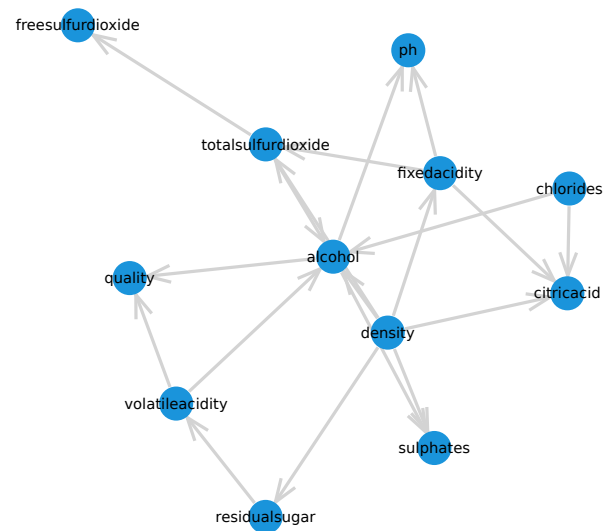 freesulfurdioxide
ph
totalsulfurdioxide
fixedacidity
chlorides
alcohol
quality
citricacid
density
volatileacidity
sulphates
residualsugar